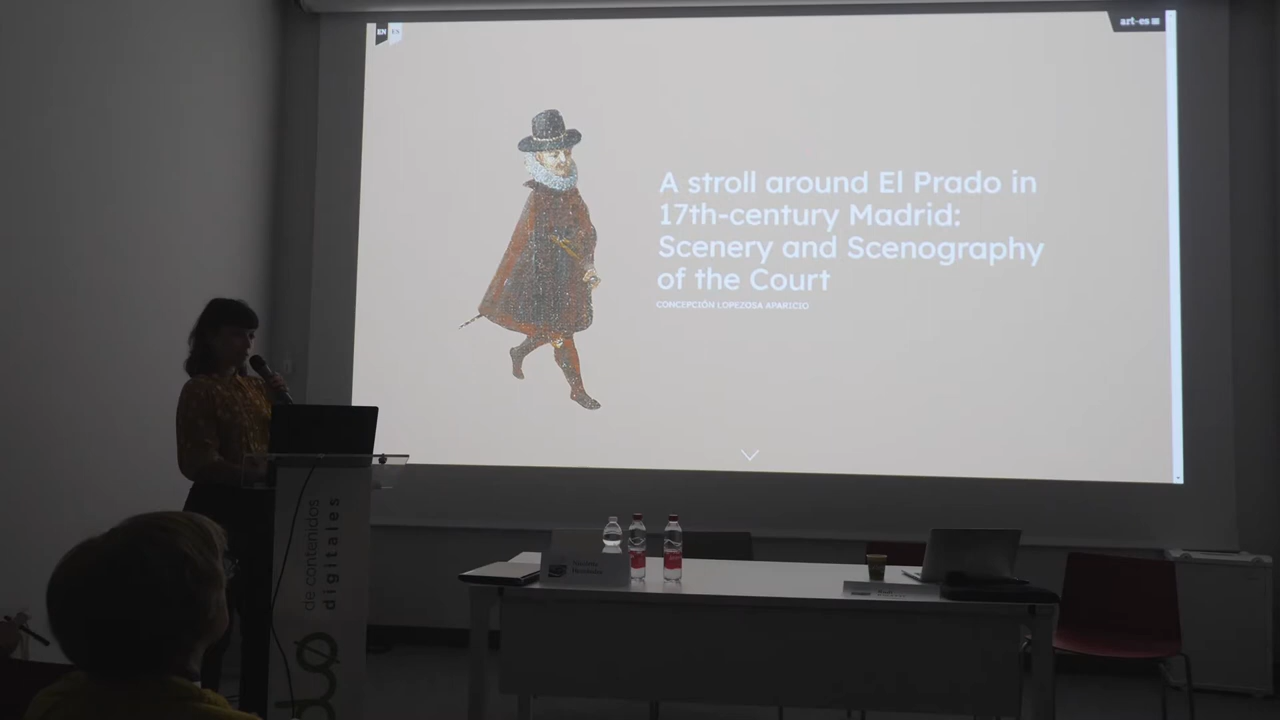 EN ES
art-es
A stroll around El Prado in
17th-century Madrid:
Scenery and Scenography
of the Court
CONCEPCIÓN LOPEZOSA APARICIO
de contenidos
digitales